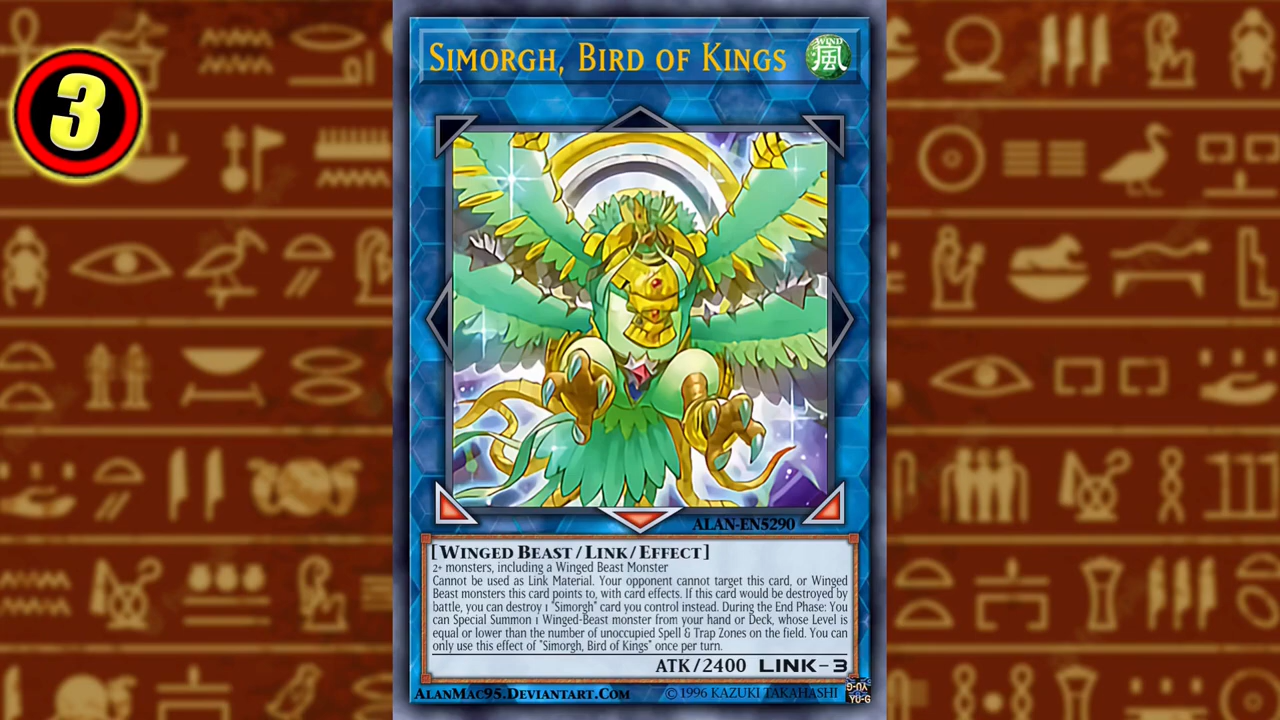 3
SIMORGH, BIRD OF KINGS
WIND
風
ALAN-EN5290
[WINGED BEAST/LINK/EFFECT]
2+ monsters, including a Winged Beast Monster
Cannot be used as Link Material. Your opponent cannot target this card, or Winged
Beast monsters this card points to, with card effects. If this card would be destroyed by
battle, you can destroy 1 "Simorgh" card you control instead. During the End Phase: You
can Special Summon 1 Winged-Beast monster from your hand or Deck, whose Level is
equal or lower than the number of unoccupied Spell & Trap Zones on the field. You can
only use this effect of "Simorgh, Bird of Kings" once per turn.
ATK/2400 LINK-3
ALANMAC95.DEVIANTART.COM
©1996 KAZUKI TAKAHASHI